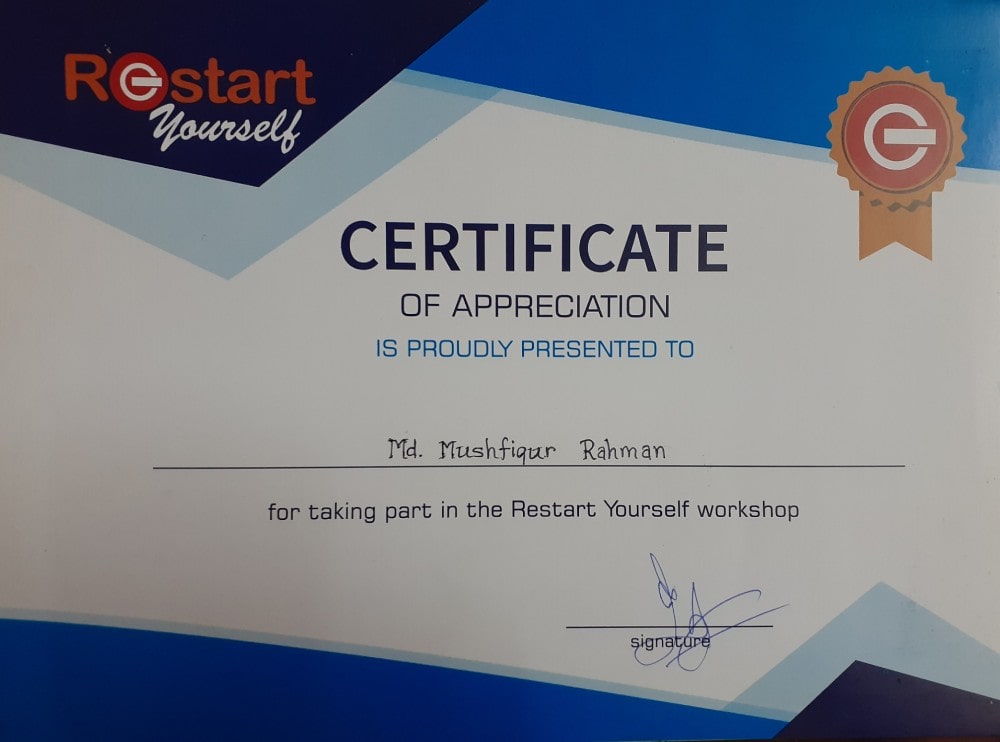 Restart
Yourself
CERTIFICATE
OF APPRECIATION
IS PROUDLY PRESENTED TO
Md. Mushfiqur Rahman
for taking part in the Restart Yourself workshop
signature